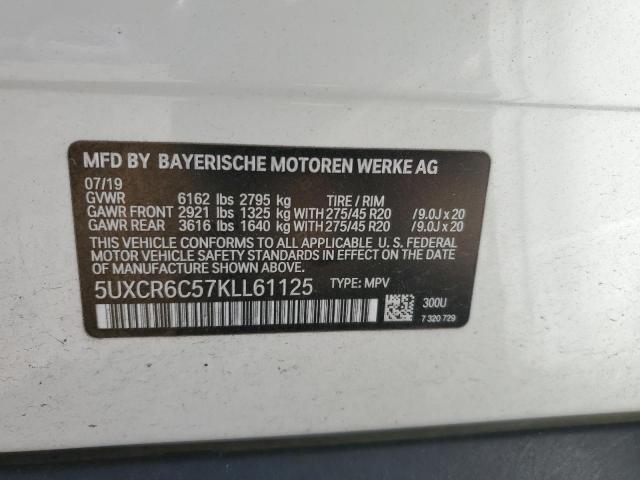 MFD BY BAYERISCHE MOTOREN WERKE AG
07/19
GVWR 6162 lbs 2795 kg TIRE / RIM
GAWR FRONT 2921 lbs 1325 kg WITH 275/45 R20 /9.0J x 20
GAWR REAR 3616 lbs 1640 kg WITH 275/45 R20 /9.0J x 20
THIS VEHICLE CONFORMS TO ALL APPLICABLE U. S. FEDERAL
MOTOR VEHICLE SAFETY STANDARDS IN EFFECT ON THE DATE
OF MANUFACTURE SHOWN ABOVE.
5UXCR6C57KLL61125 TYPE: MPV
300U
7 320 729